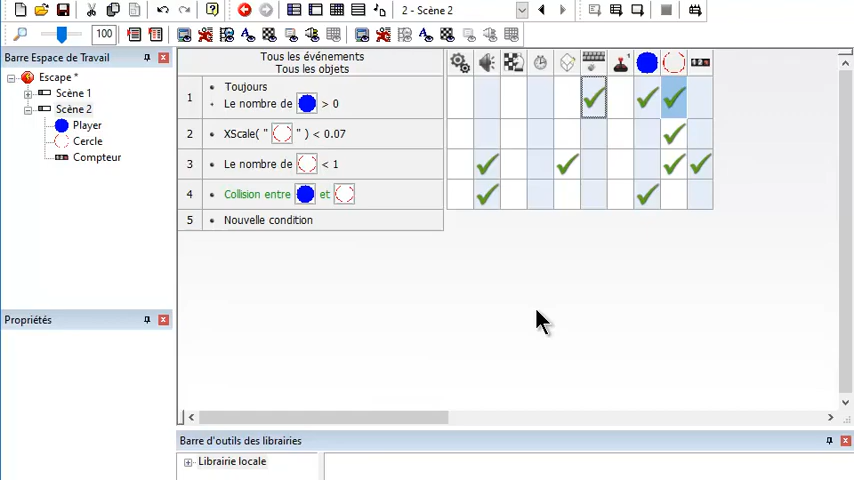 2 - Scène 2
100
Barre Espace de Travail
Escape *
Scène 1
Scène 2
Player
Cercle
Compteur
Propriétés
Tous les événements
Tous les objets
1
Toujours
Le nombre de > 0
2
XScale( " " ) < 0.07
3
Le nombre de < 1
4
Collision entre et
5
Nouvelle condition
Barre d'outils des librairies
Librairie locale